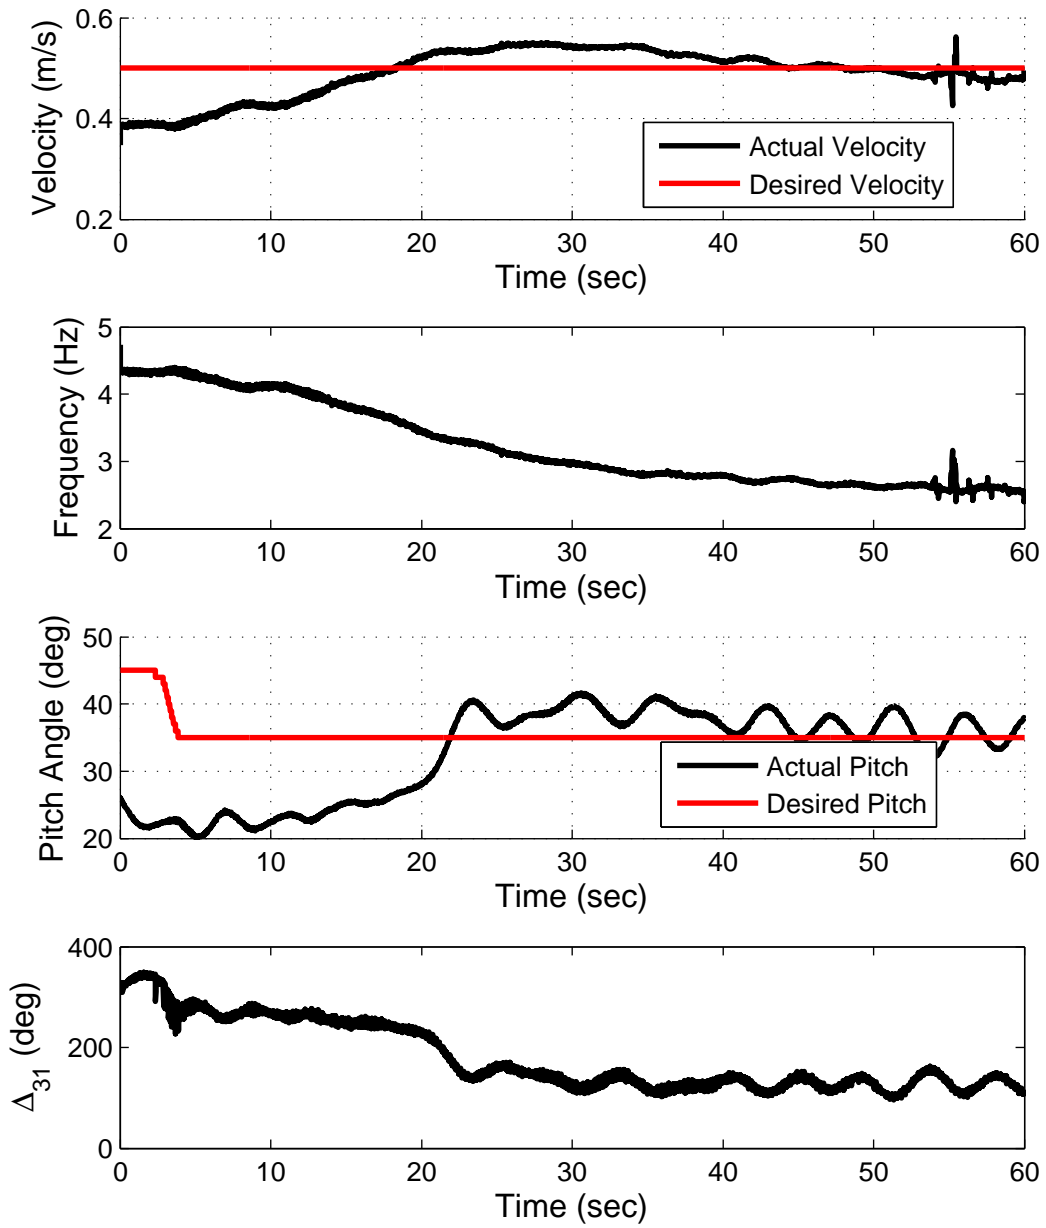 0.6
0.4
0.2
Velocity (m/s)
Actual Velocity
Desired Velocity
0 10 20 30 40 50 60
Time (sec)
5
4
3
2
Frequency (Hz)
0 10 20 30 40 50 60
Time (sec)
50
40
30
20
Pitch Angle (deg)
Actual Pitch
Desired Pitch
0 10 20 30 40 50 60
Time (sec)
400
200
0
Δ31 (deg)
0 10 20 30 40 50 60
Time (sec)